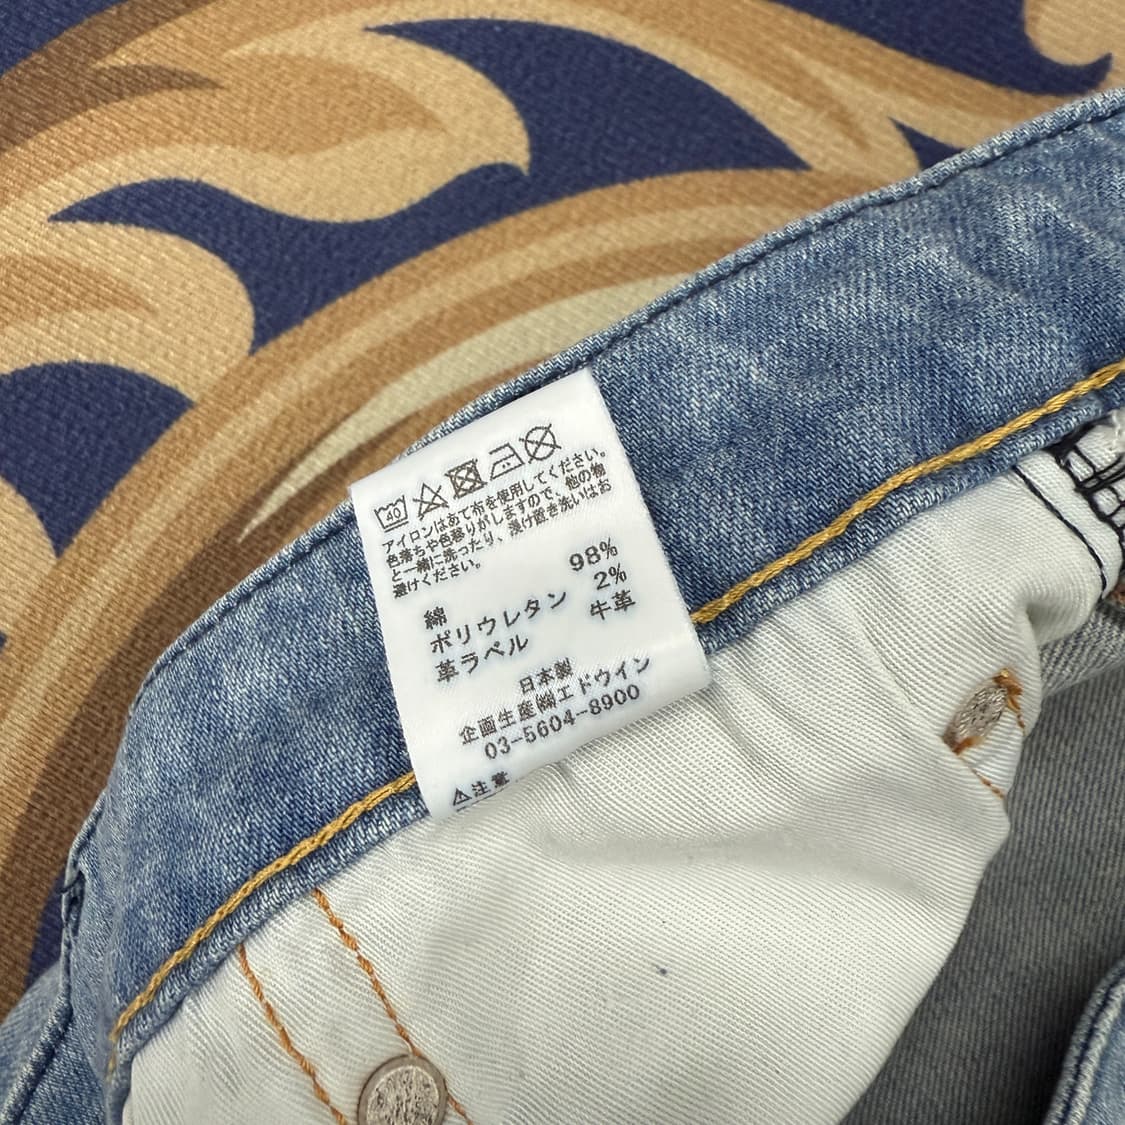 40
アイロンはあて布を使用してください。
色落ちや色移りがしますので、他の物
と一緒に洗ったり、浸け置き洗いはお
避けください。
綿 98%
ポリウレタン 2%
革ラベル 牛革
日本製
企画生産㈱エドウイン
03-5604-8900
⚠注意